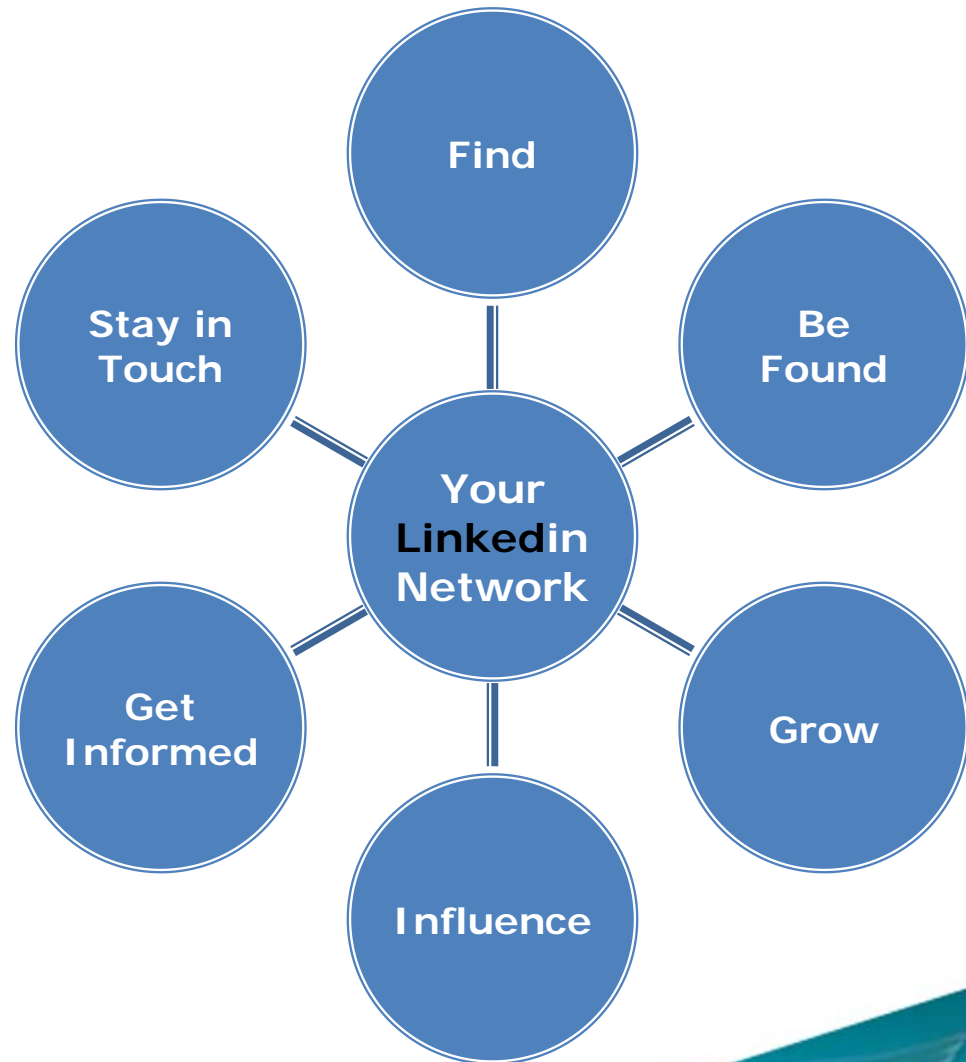 Find
Be
Found
Grow
Influence
Get
Informed
Stay in
Touch
Your
Linkedin
Network